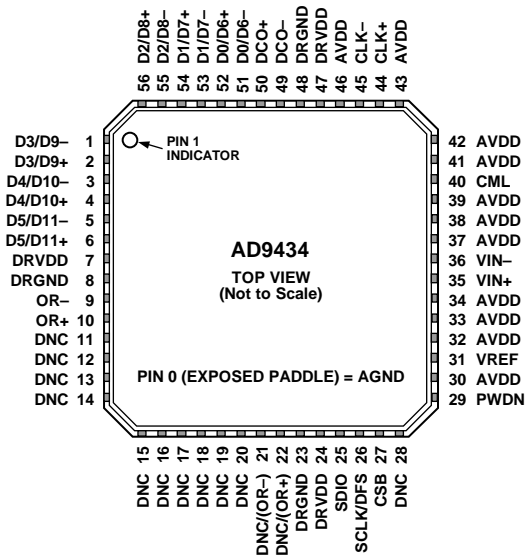 56 D2/D8+
55 D2/D8–
54 D1/D7+
53 D1/D7–
52 D0/D6+
51 D0/D6–
50 DCO+
49 DCO–
48 DRGND
47 DRVDD
46 AVDD
45 CLK–
44 CLK+
43 AVDD
D3/D9– 1
D3/D9+ 2
D4/D10– 3
D4/D10+ 4
D5/D11– 5
D5/D11+ 6
DRVDD 7
DRGND 8
OR– 9
OR+ 10
DNC 11
DNC 12
DNC 13
DNC 14
PIN 1
INDICATOR
AD9434
TOP VIEW
(Not to Scale)
PIN 0 (EXPOSED PADDLE) = AGND
42 AVDD
41 AVDD
40 CML
39 AVDD
38 AVDD
37 AVDD
36 VIN–
35 VIN+
34 AVDD
33 AVDD
32 AVDD
31 VREF
30 AVDD
29 PWDN
DNC 15
DNC 16
DNC 17
DNC 18
DNC 19
DNC 20
DNC/(OR–) 21
DNC/(OR+) 22
DRGND 23
DRVDD 24
SDIO 25
SCLK/DFS 26
CSB 27
DNC 28